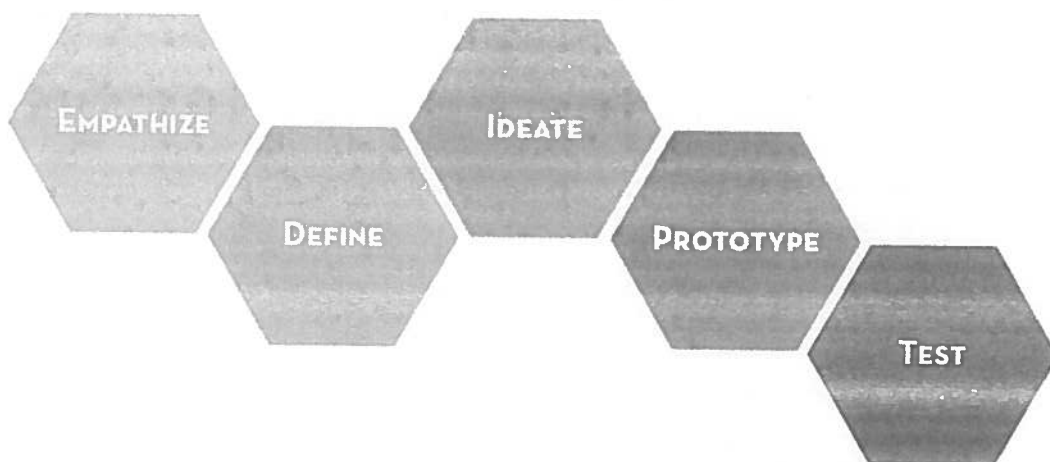 EMPATHIZE
DEFINE
IDEATE
PROTOTYPE
TEST